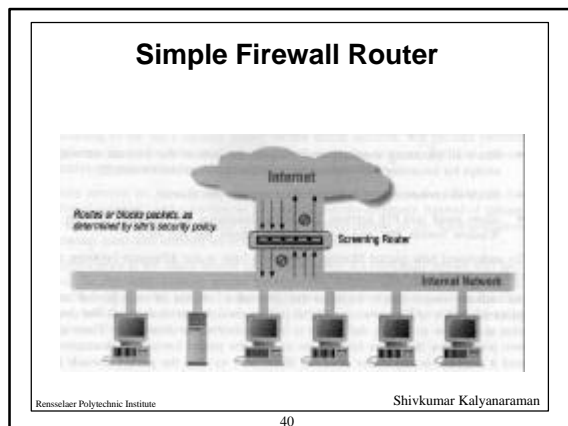 Simple Firewall Router
Internet
Routes or blocks packets, as
determined by site's security policy.
Screening Router
Internal Network
Rensselaer Polytechnic Institute
Shivkumar Kalyanaraman
40